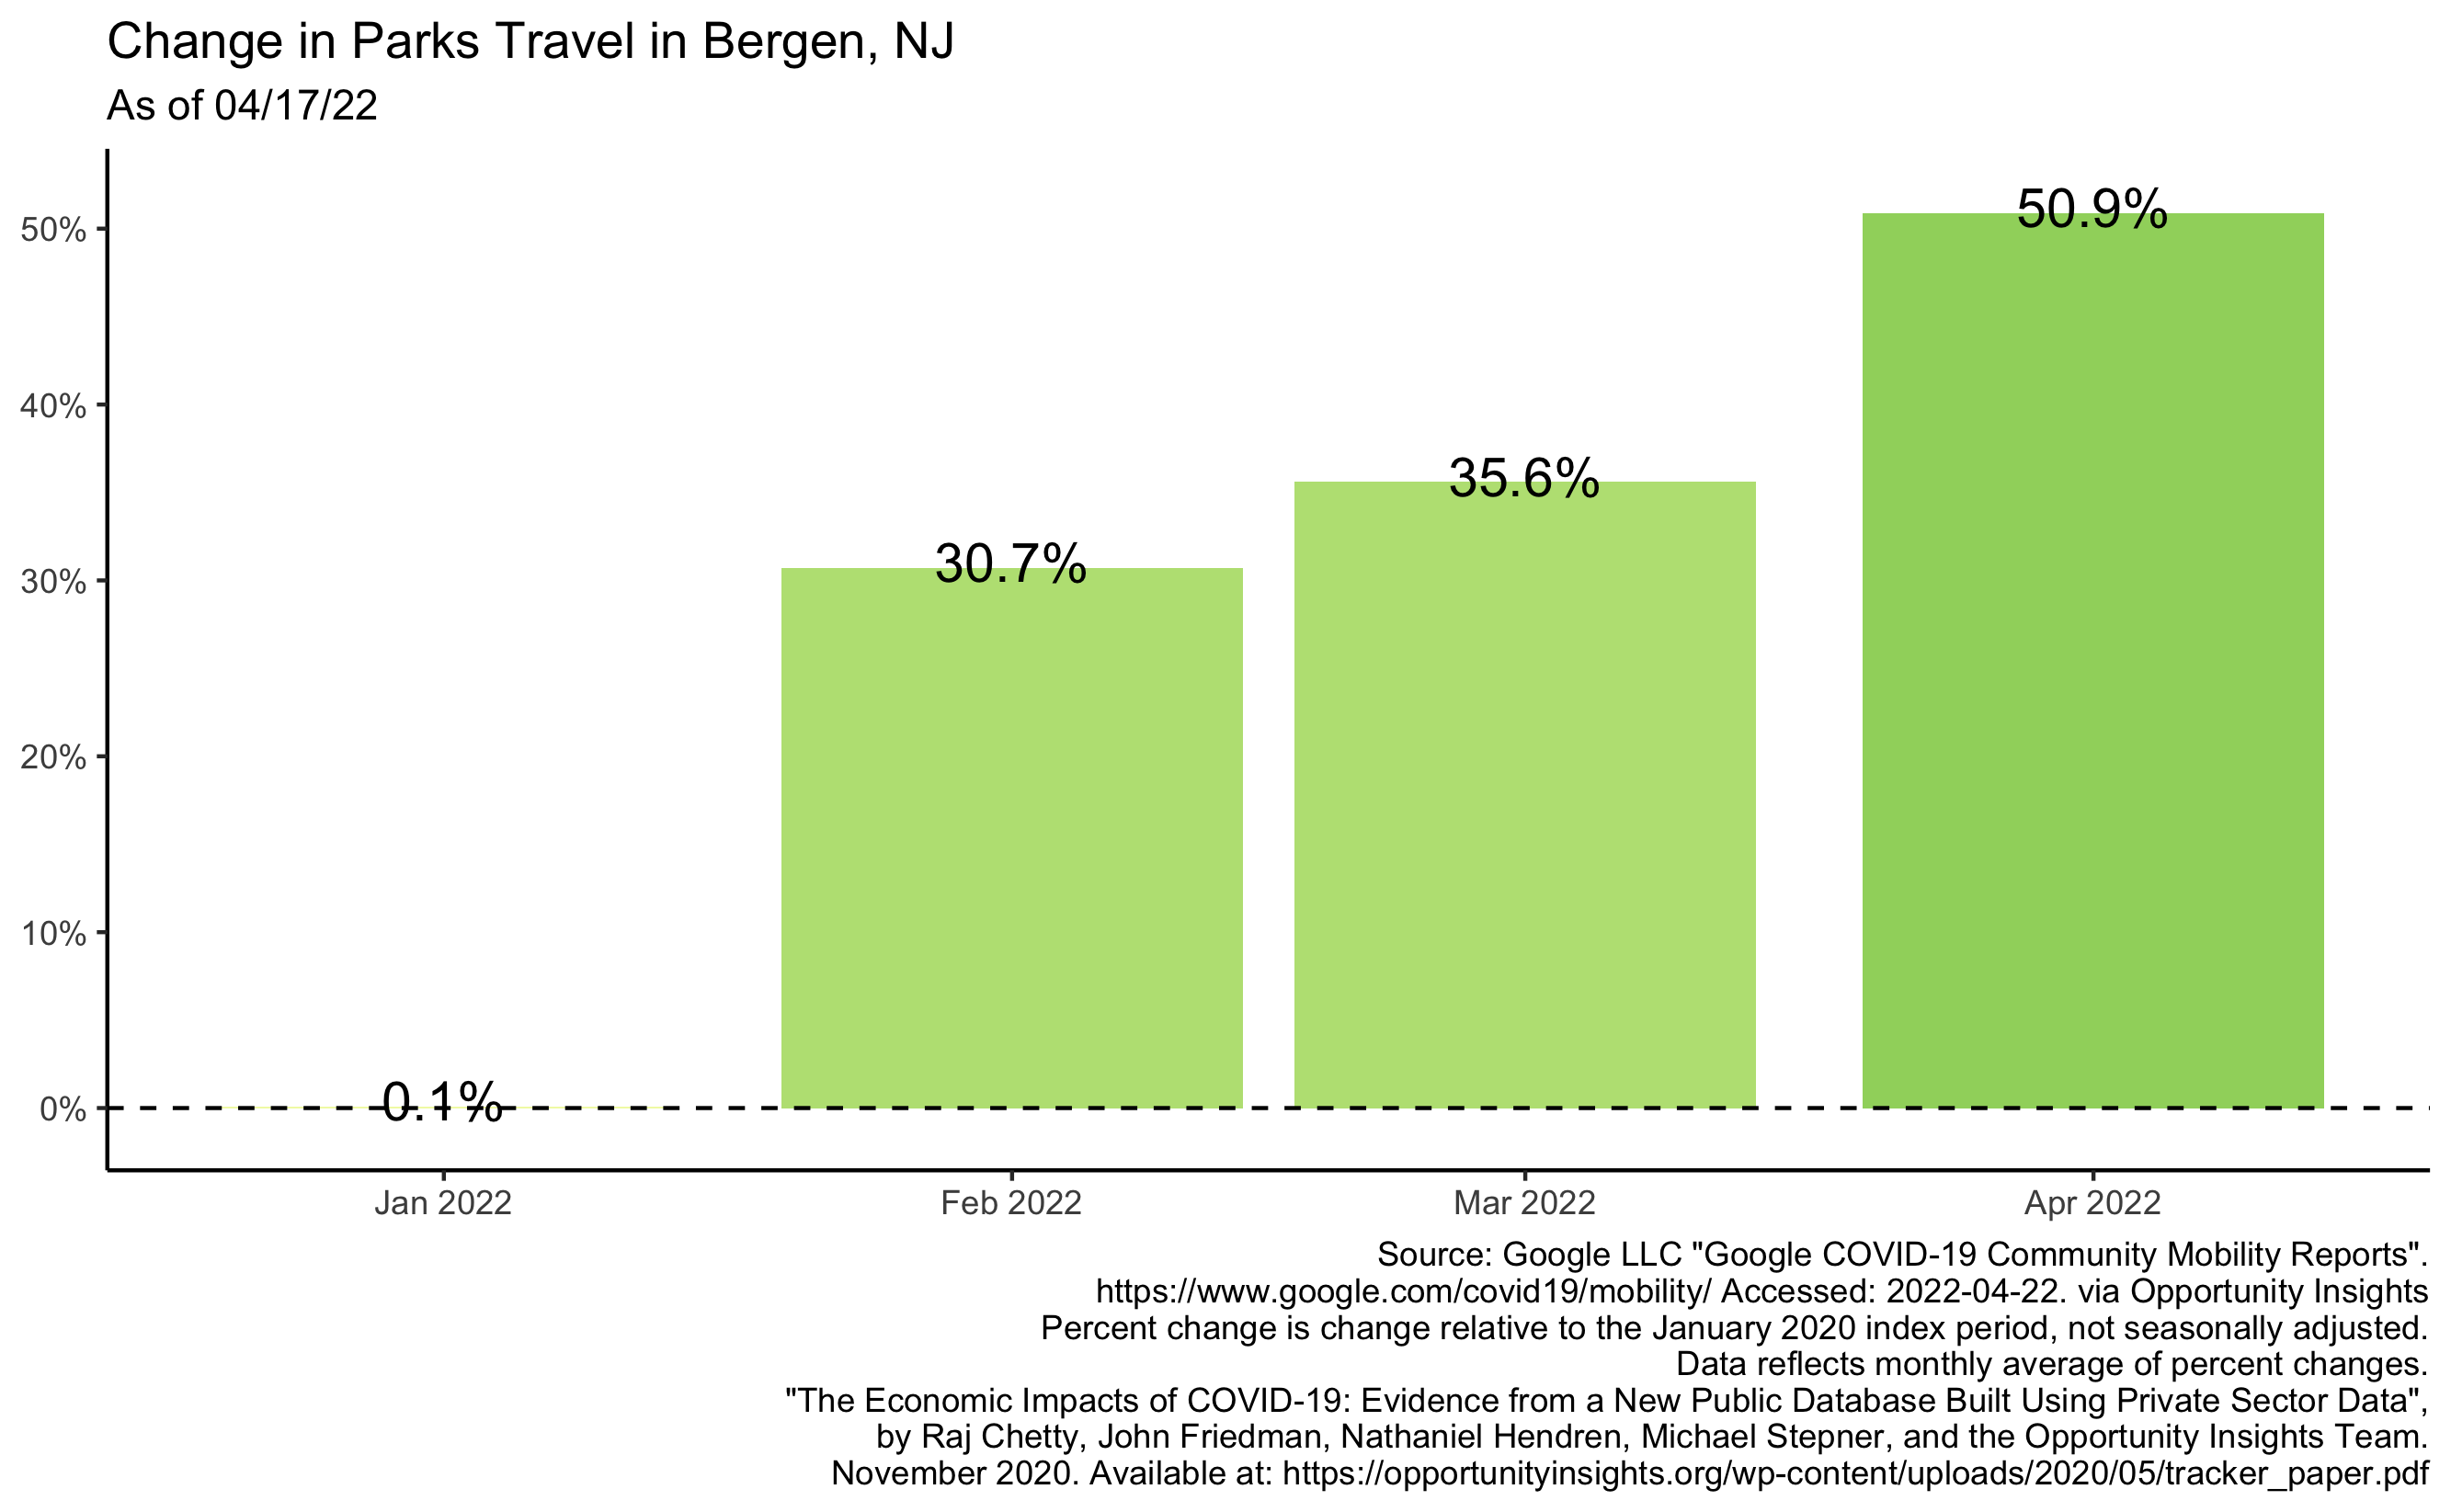 Change in Parks Travel in Bergen, NJ
As of 04/17/22
50%
40%
30%
20%
10%
0%
0.1%
30.7%
35.6%
50.9%
Jan 2022
Feb 2022
Mar 2022
Apr 2022
Source: Google LLC "Google COVID-19 Community Mobility Reports".
https://www.google.com/covid19/mobility/ Accessed: 2022-04-22. via Opportunity Insights
Percent change is change relative to the January 2020 index period, not seasonally adjusted.
Data reflects monthly average of percent changes.
"The Economic Impacts of COVID-19: Evidence from a New Public Database Built Using Private Sector Data",
by Raj Chetty, John Friedman, Nathaniel Hendren, Michael Stepner, and the Opportunity Insights Team.
November 2020. Available at: https://opportunityinsights.org/wp-content/uploads/2020/05/tracker_paper.pdf